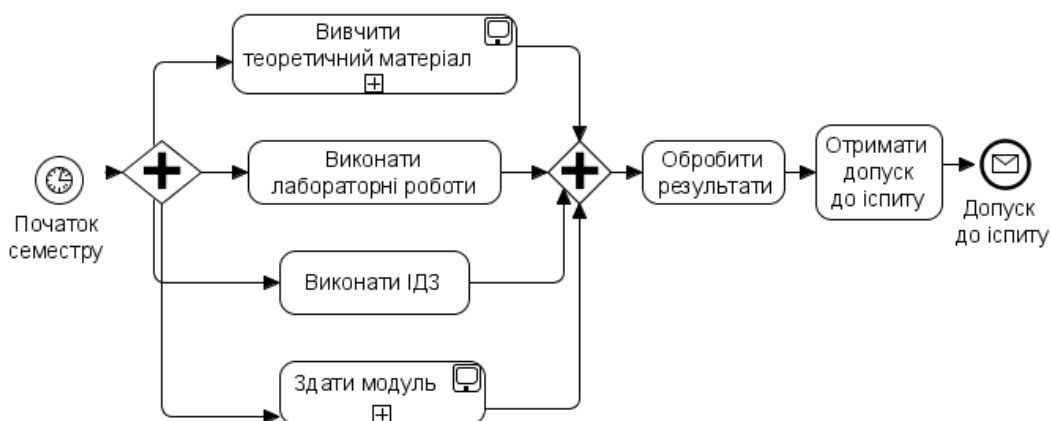 Вивчити
теоретичний матеріал
Виконати
лабораторні роботи
Виконати ІДЗ
Здати модуль
Початок
семестру
Обробити
результати
Отримати
допуск
до іспиту
Допуск
до іспиту